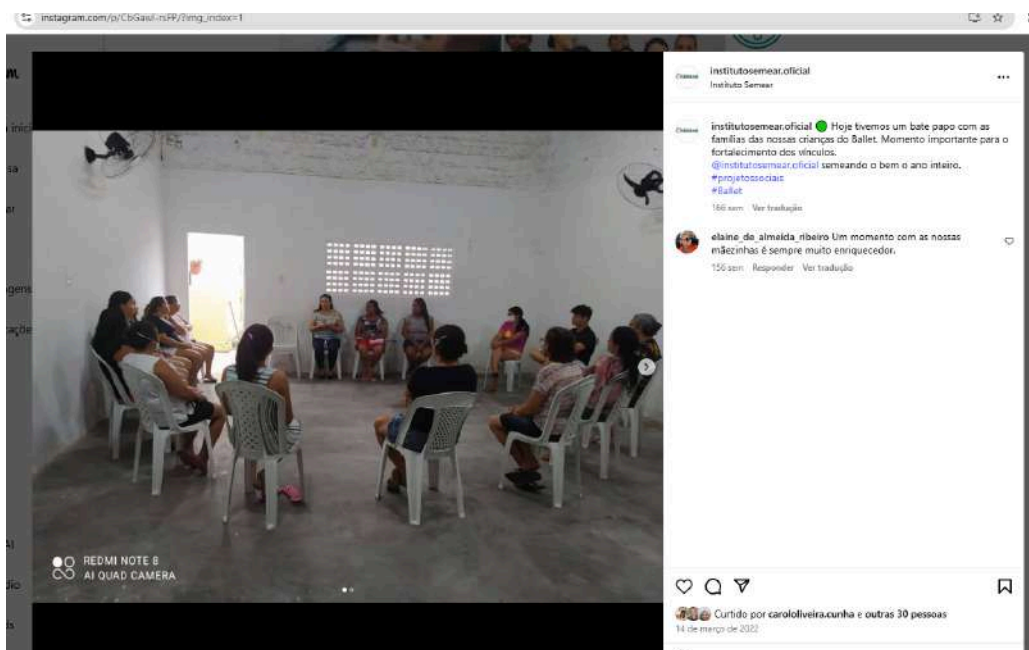 instagram.com/p/CbGawl-rsPP/?img_index=1
institutosemear.oficial
Instituto Semear
institutosemear.oficial Hoje tivemos um bate papo com as
famílias das nossas crianças do Ballet. Momento importante para o
fortalecimento dos vínculos.
@institutosemear.oficial semeando o bem o ano inteiro.
#projetossociais
#Ballet
166 sem Ver tradução
elaine_de_almeida_ribeiro Um momento com as nossas
mãezinhas é sempre muito enriquecedor.
156 sem Responder Ver tradução
REDMI NOTE 8
AI QUAD CAMERA
Curtido por carololiveira.cunha e outras 30 pessoas
14 de março de 2022